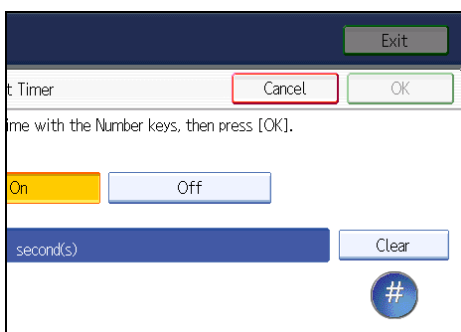 Exit
t Timer Cancel OK
ime with the Number keys, then press [OK].
On Off
second(s) Clear
#